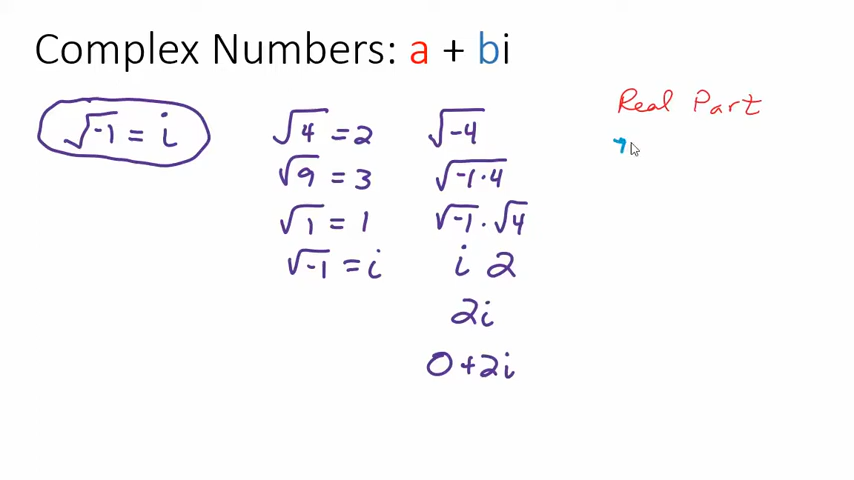 Complex Numbers: a + bi
√-1 = i
√4 = 2
√9 = 3
√1 = 1
√-1 = i
√-4
√-1·4
√-1·√4
i 2
2i
0+2i
Real Part